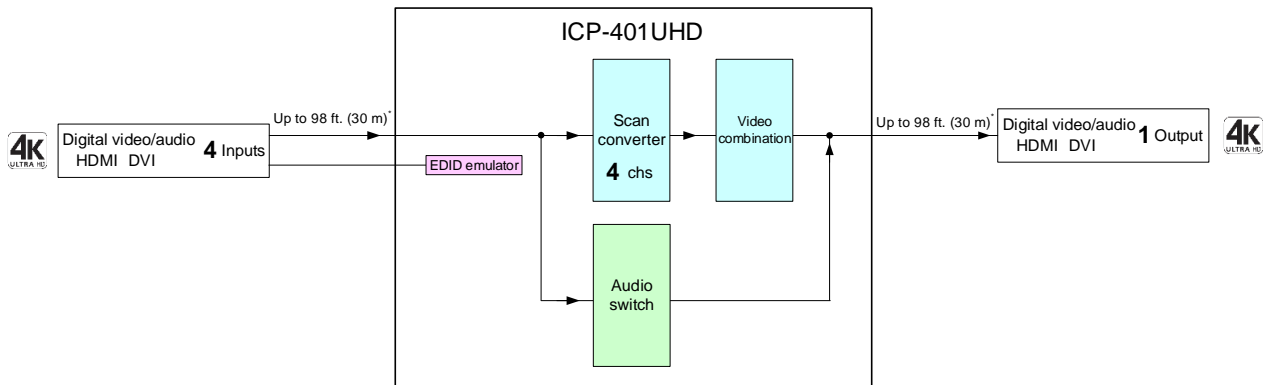 ICP-401UHD
4K
ULTRA HD
Digital video/audio
HDMI DVI
4 Inputs
Up to 98 ft. (30 m)*
EDID emulator
Scan
converter
4 chs
Video
combination
Audio
switch
Up to 98 ft. (30 m)*
Digital video/audio
HDMI DVI
1 Output
4K
ULTRA HD